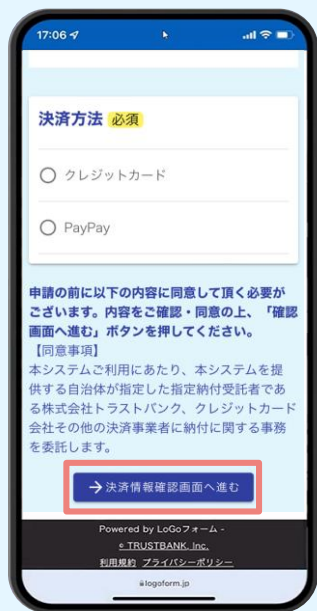 17:06
決済方法 必須
クレジットカード
PayPay
申請の前に以下の内容に同意して頂く必要が
ございます。内容をご確認・同意の上、「確認
画面へ進む」ボタンを押してください。
【同意事項】
本システムご利用にあたり、本システムを提
供する自治体が指定した指定納付受託者であ
る株式会社トラストバンク、クレジットカード
会社その他の決済事業者に納付に関する事務
を委託します。
→決済情報確認画面へ進む
Powered by LoGoフォーム -
© TRUSTBANK, Inc.
利用規約 プライバシーポリシー
logoform.jp